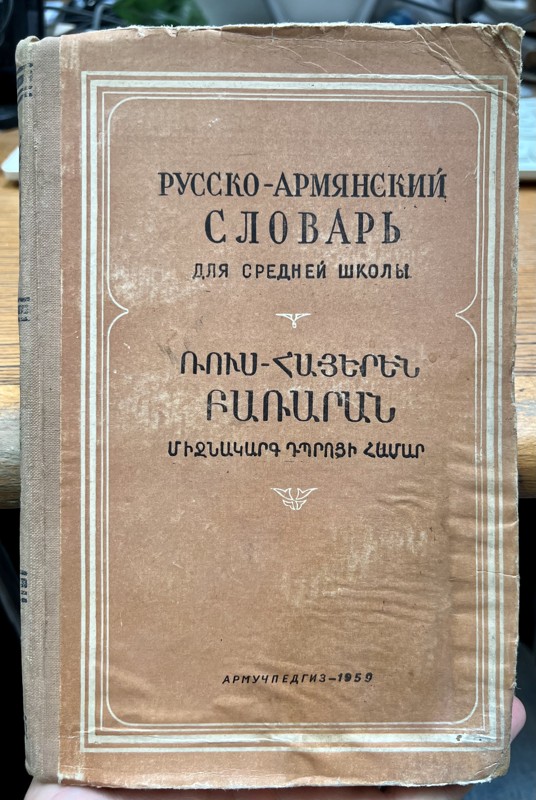 РУССКО-АРМЯНСКИЙ
СЛОВАРЬ
ДЛЯ СРЕДНЕЙ ШКОЛЫ
ՌՈՒՍ-ՀԱՅԵՐԵՆ
ԲԱՌԱՐԱՆ
ՄԻՋՆԱԿԱՐԳ ԴՊՐՈՑԻ ՀԱՄԱՐ
АРМУЧПЕДГИЗ—1959